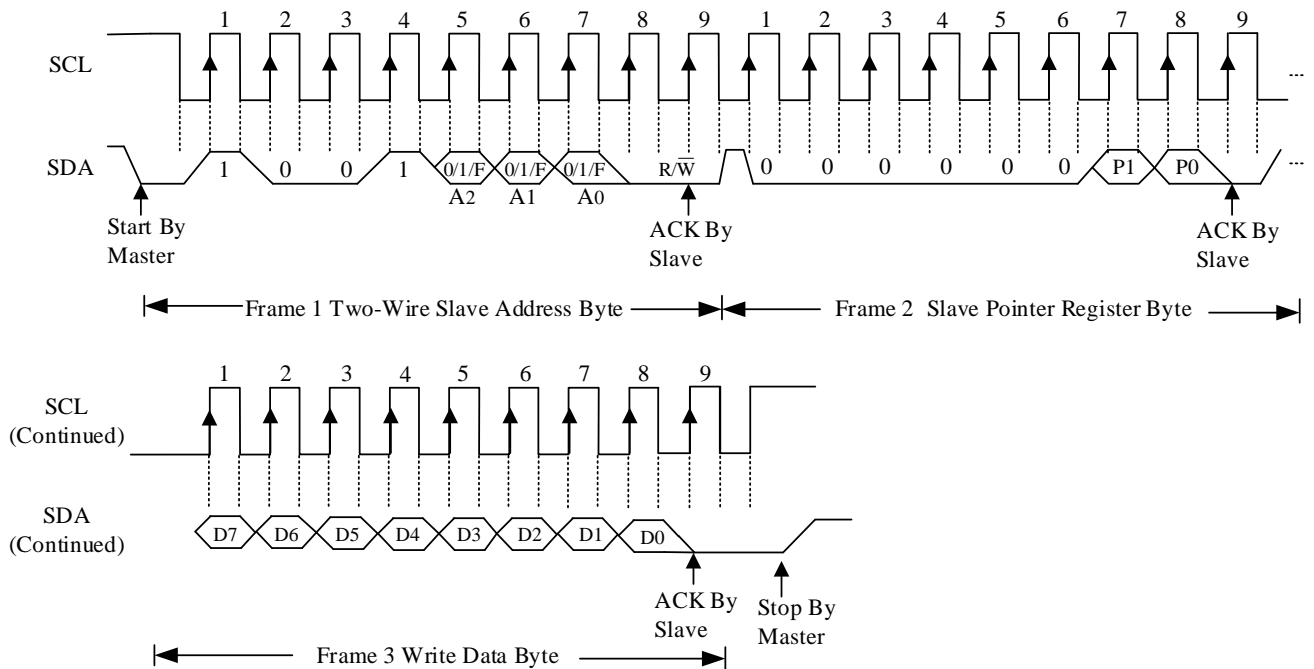 1 2 3 4 5 6 7 8 9 1 2 3 4 5 6 7 8 9
SCL
...
SDA
1 0 0 1 0/1/F 0/1/F 0/1/F R/W̅ 0 0 0 0 0 0 P1 P0
...
A2 A1 A0
Start By
Master
ACK By
Slave
ACK By
Slave
Frame 1 Two-Wire Slave Address Byte
Frame 2 Slave Pointer Register Byte
1 2 3 4 5 6 7 8 9
SCL
(Continued)
SDA
(Continued)
D7 D6 D5 D4 D3 D2 D1 D0
ACK By
Slave
Stop By
Master
Frame 3 Write Data Byte